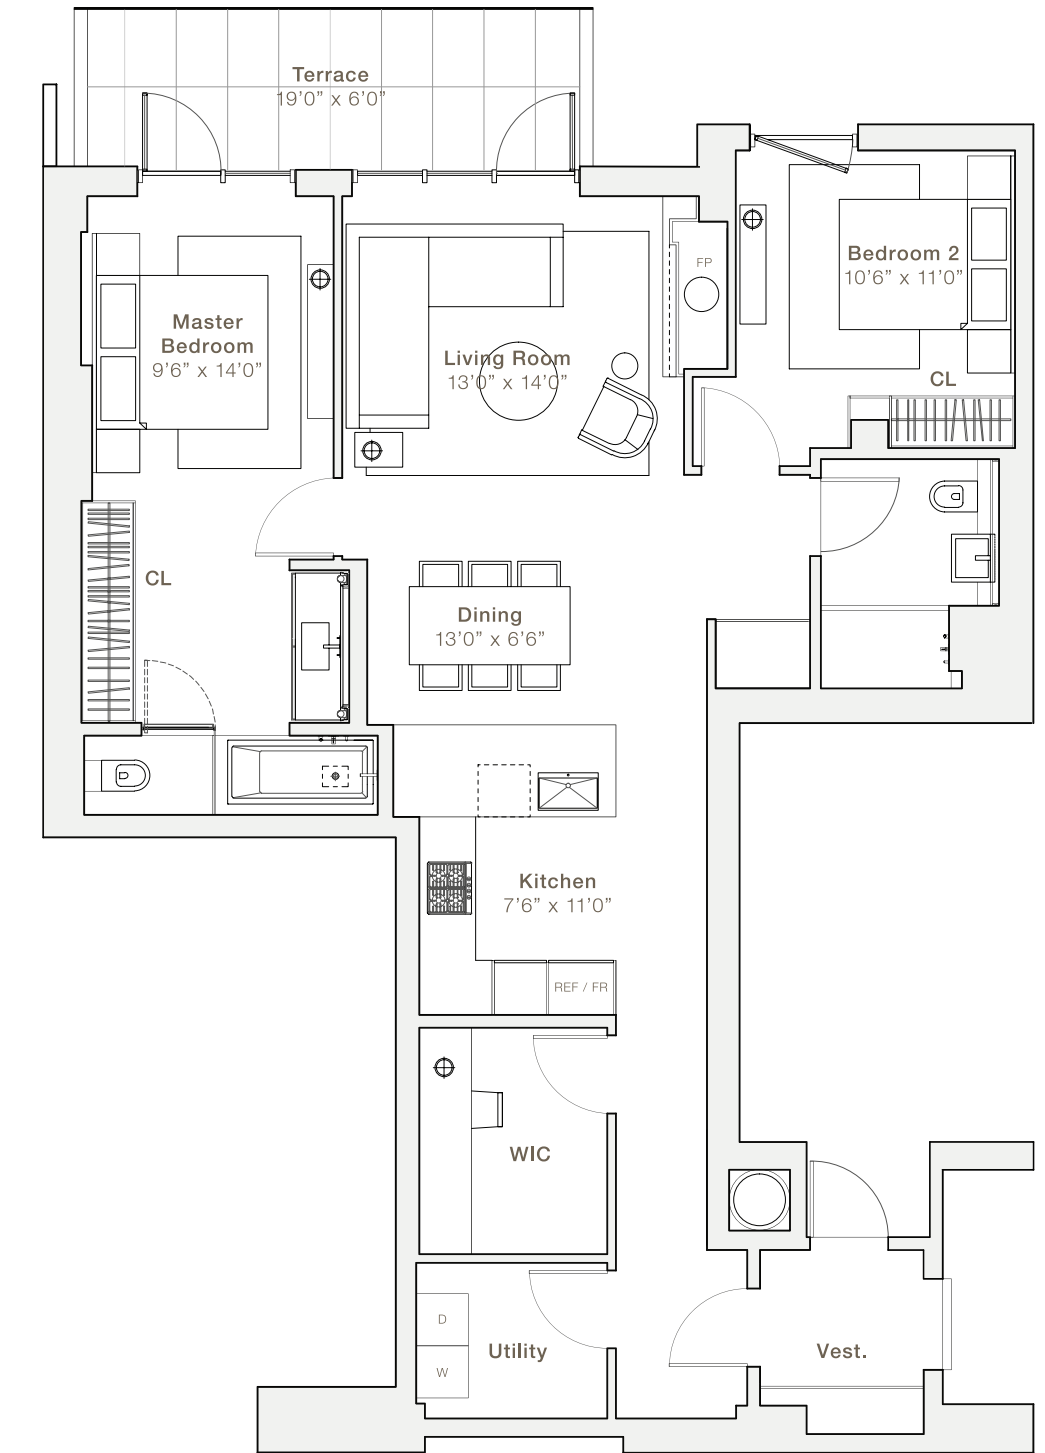 Terrace
19’0” x 6’0”
Bedroom 2
10’6” x 11’0”
FP
Master
Bedroom
9’6” x 14’0”
Living Room
13’0” x 14’0”
CL
CL
Dining
13’0” x 6’6”
Kitchen
7’6” x 11’0”
REF / FR
WIC
D
W
Utility
Vest.